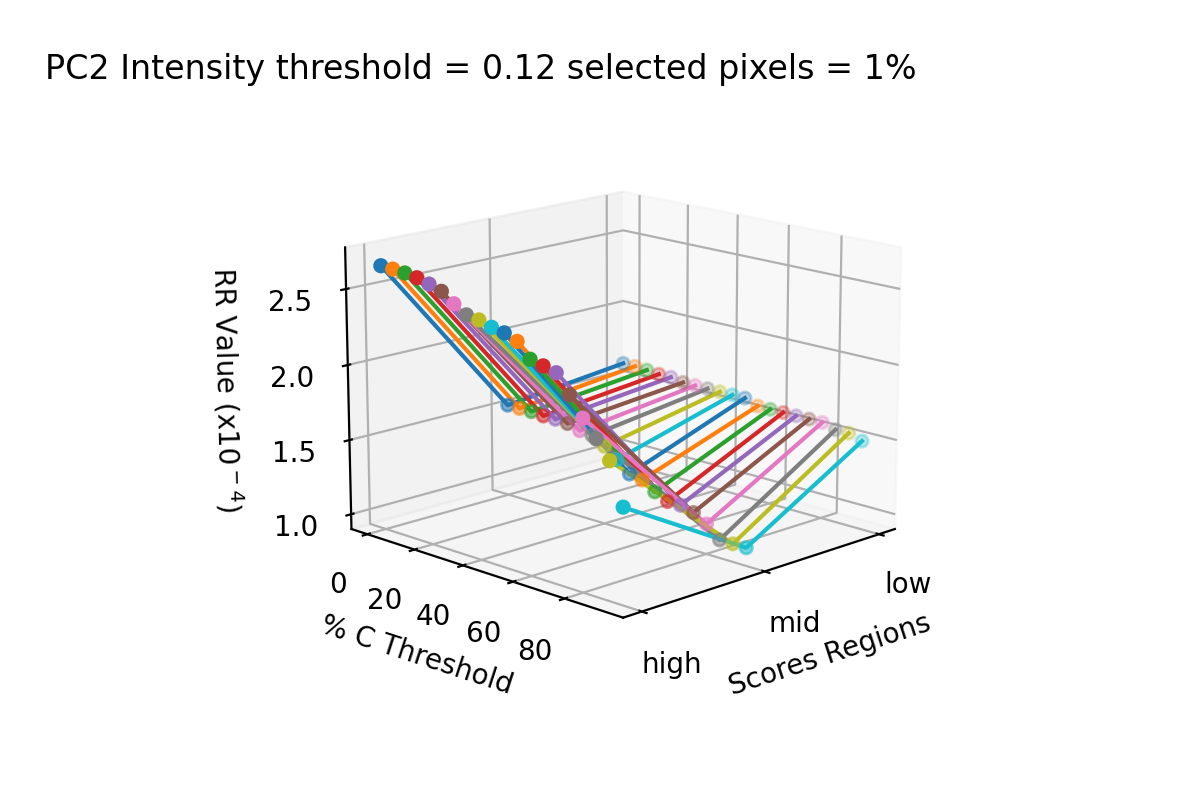 PC2 Intensity threshold = 0.12 selected pixels = 1%
RR Value (x10⁻⁴)
2.5
2.0
1.5
1.0
0
20
40
60
80
% C Threshold
high
mid
low
Scores Regions